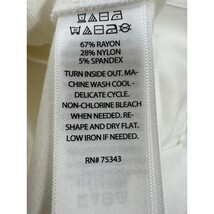 67% RAYON
28% NYLON
5% SPANDEX
TURN INSIDE OUT. MA-
CHINE WASH COOL -
DELICATE CYCLE.
NON-CHLORINE BLEACH
WHEN NEEDED. RE-
SHAPE AND DRY FLAT.
LOW IRON IF NEEDED.
RN# 75343